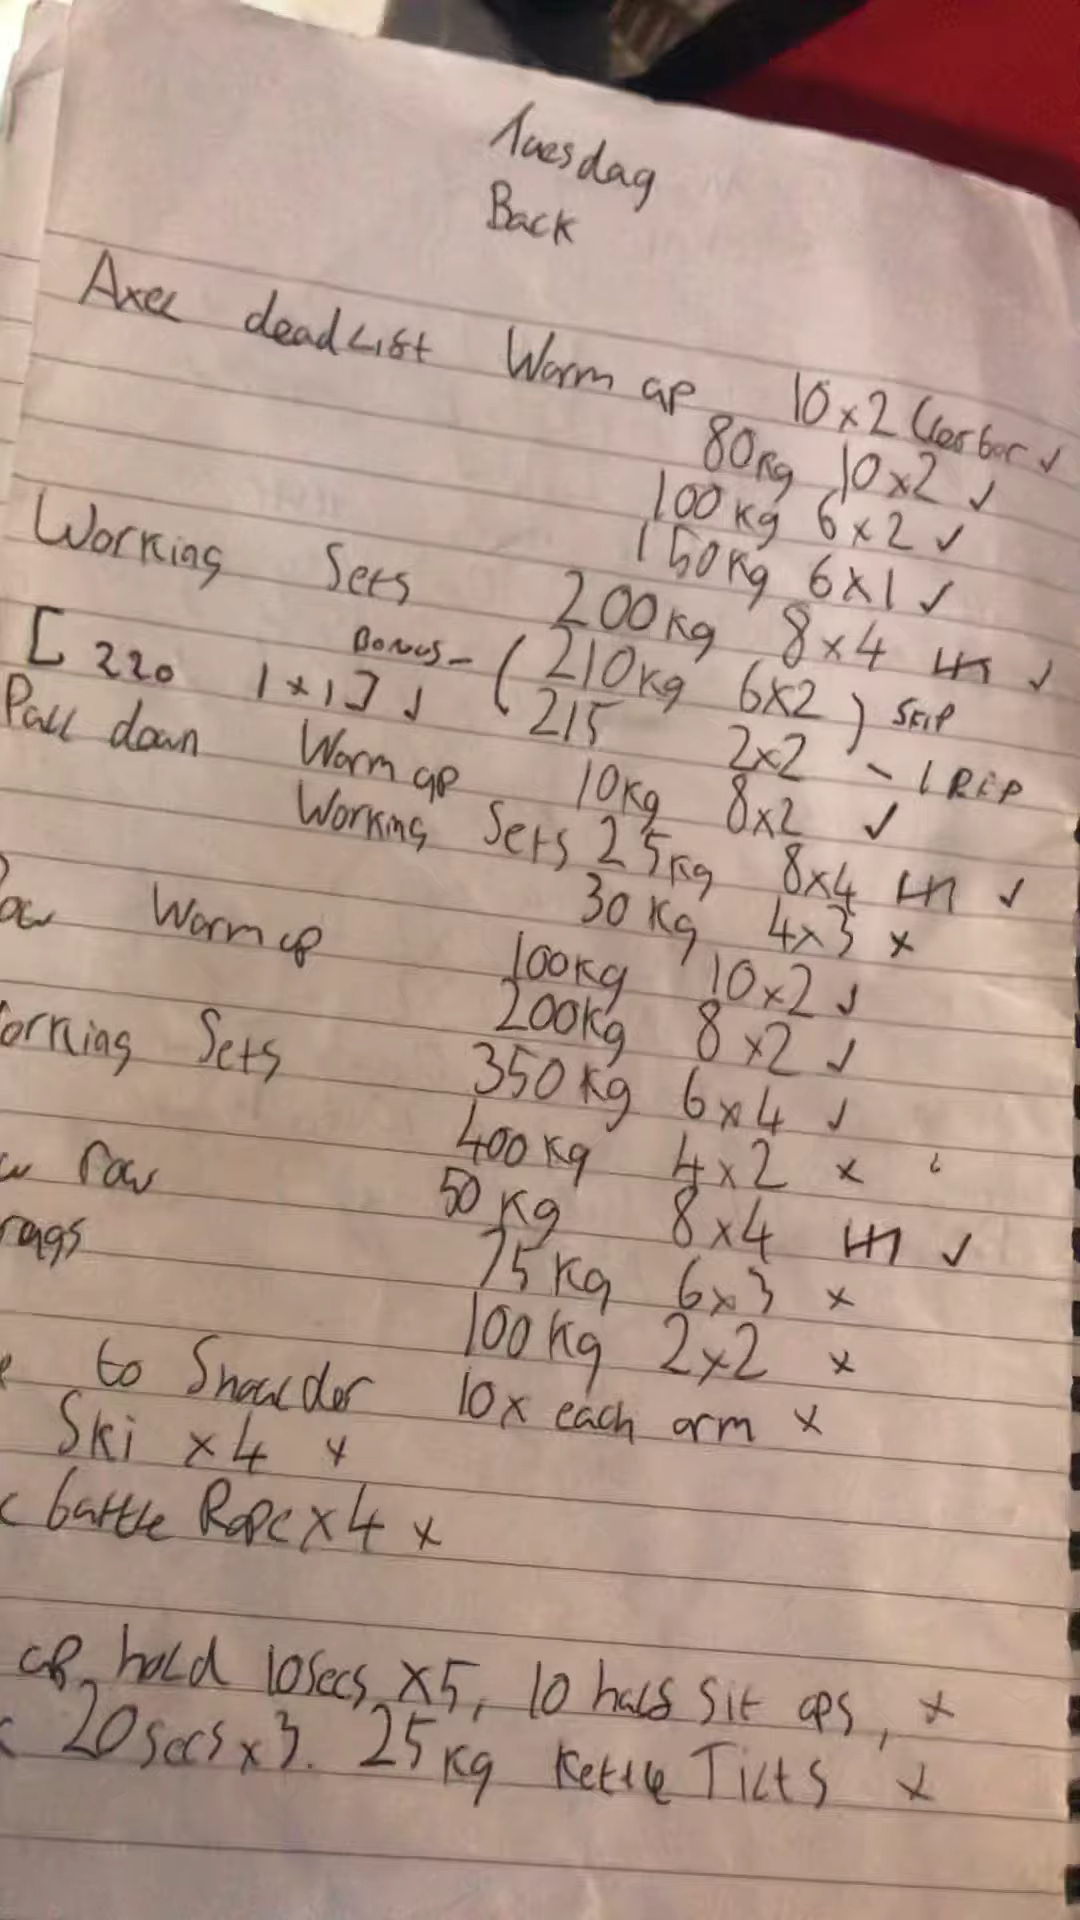 Tuesday
Back
Axel deadlift Warm up 10x2 ✓
80kg 10x2 ✓
100kg 6x2 ✓
150kg 6x1 ✓
Working Sets 200kg 8x4 ✓
Bonus - ( 210kg 6x2 ) SKIP
[ 220 1x1 ] ✓ 215 2x2 - 1 REP
Pull down Warm up 10kg 8x2 ✓
Working Sets 25kg 8x4 ✓
30kg 4x3 x
Warm up 100kg 10x2 ✓
200kg 8x2 ✓
Sets 350kg 6x4 ✓
400kg 4x2 x
row 50kg 8x4 ✓
75kg 6x3 x
100kg 2x2 x
to Shoulder 10x each arm x
Ski x4 x
battle Rope x4 x
up hold 10secs x5, 10 half sit ups, x
20secs x3. 25kg Kettle Tilts x